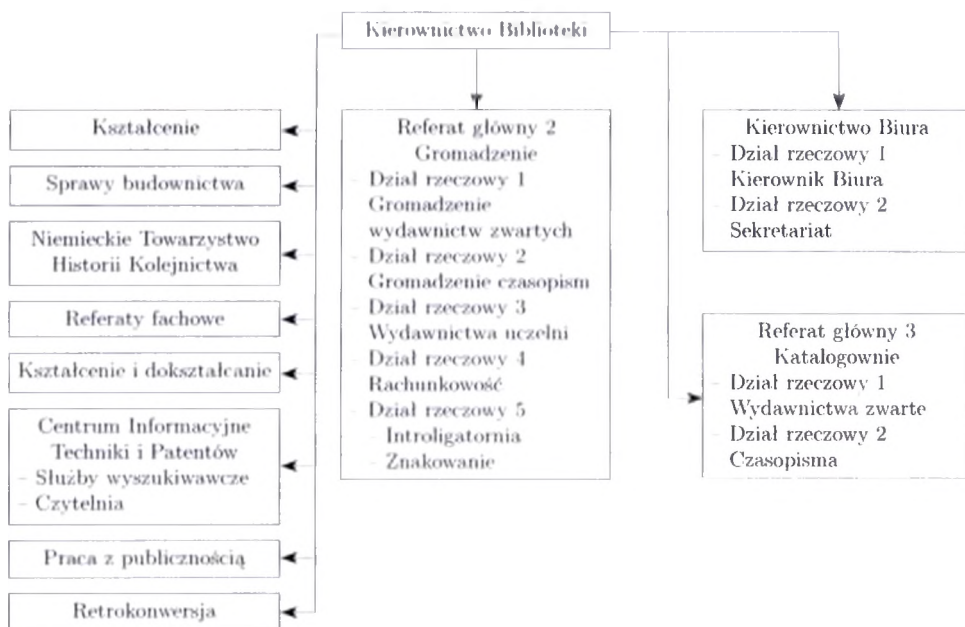 Kierownictwo Biblioteki
Kształcenie
Sprawy budownictwa
Niemieckie Towarzystwo
Historii Kolejnictwa
Referaty fachowe
Kształcenie i dokształcanie
Centrum Informacyjne
Techniki i Patentów
– Służby wyszukiwawcze
– Czytelnia
Praca z publicznością
Retrokonwersja
Referat główny 2
Gromadzenie
– Dział rzeczowy 1
Gromadzenie
wydawnictw zwartych
– Dział rzeczowy 2
Gromadzenie czasopism
– Dział rzeczowy 3
Wydawnictwa uczelni
– Dział rzeczowy 4
Rachunkowość
– Dział rzeczowy 5
– Introligatornia
– Znakowanie
Kierownictwo Biura
– Dział rzeczowy 1
Kierownik Biura
– Dział rzeczowy 2
Sekretariat
Referat główny 3
Katalogownie
– Dział rzeczowy 1
Wydawnictwa zwarte
– Dział rzeczowy 2
Czasopisma